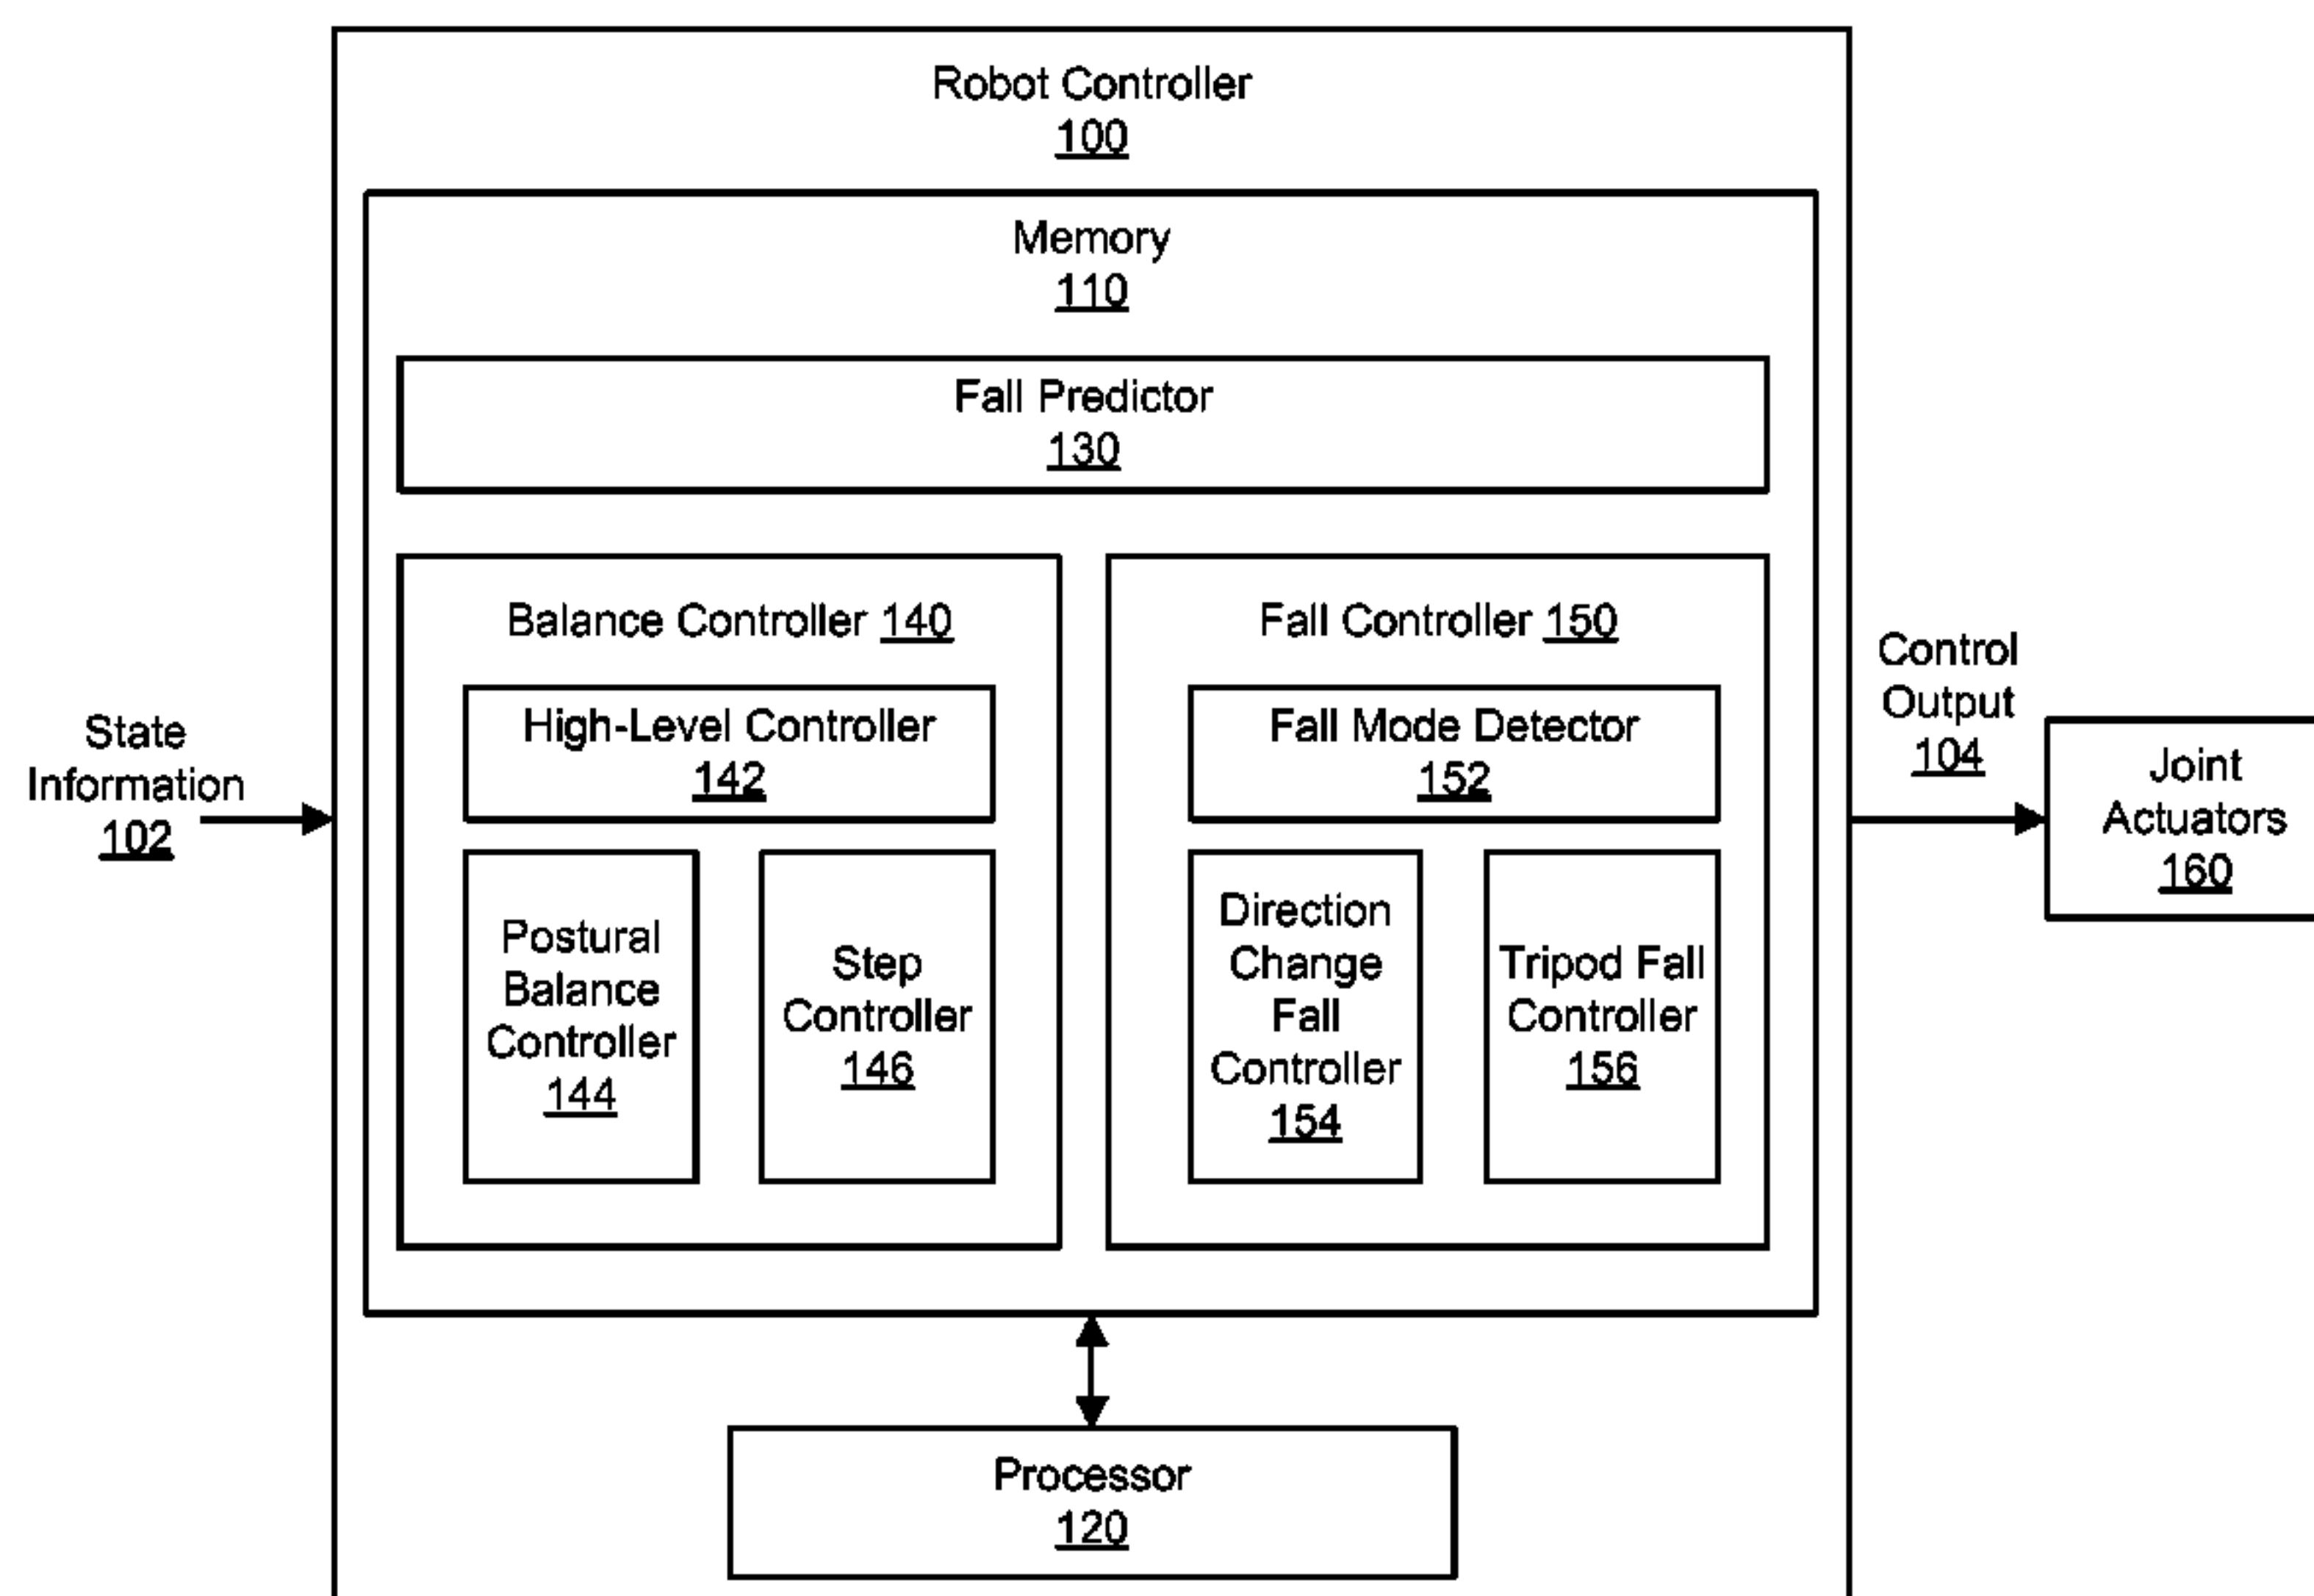 Robot Controller
100
Memory
110
Fall Predictor
130
Balance Controller 140
High-Level Controller
142
Postural
Balance
Controller
144
Step
Controller
146
Fall Controller 150
Fall Mode Detector
152
Direction
Change
Fall
Controller
154
Tripod Fall
Controller
156
State
Information
102
Control
Output
104
Joint
Actuators
160
Processor
120